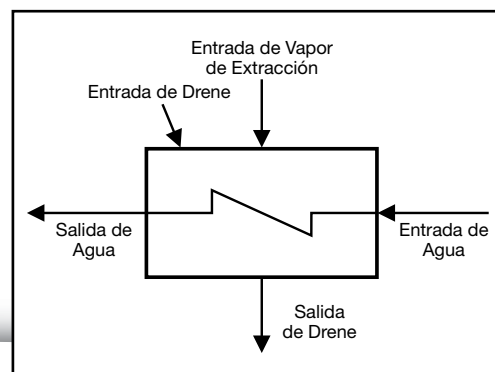 Entrada de Vapor
de Extracción
Entrada de Drene
Salida de
Agua
Entrada de
Agua
Salida
de Drene